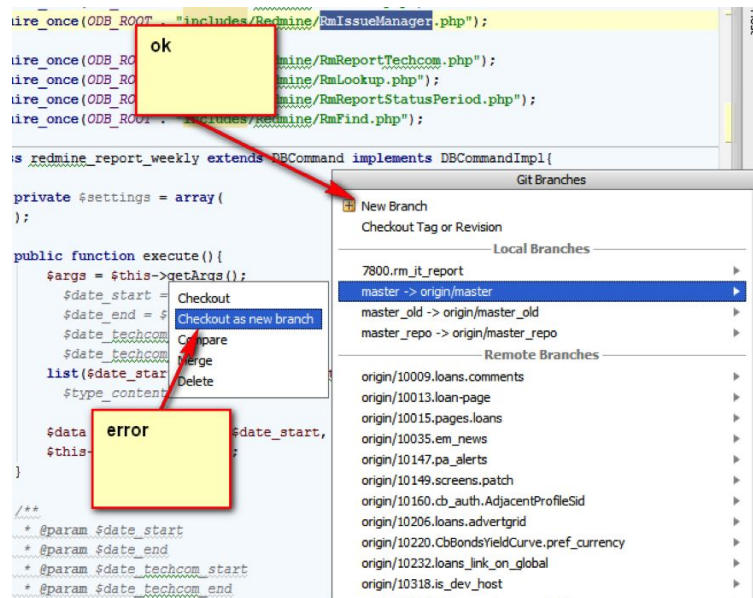 ire_once(ODB_ROOT . "includes/Redmine/RmIssueManager.php");
ok
ire_once(ODB_RO mine/RmReportTechcom.php");
ire_once(ODB_RO mine/RmLookup.php");
ire_once(ODB_RO mine/RmReportStatusPeriod.php");
ire_once(ODB_ROOT . "includes/Redmine/RmFind.php");
ss redmine_report_weekly extends DBCommand implements DBCommandImpl{
private $settings = array(
);
public function execute(){
$args = $this->getArgs();
$date_start =
$date_end = $
$date_techcom
$date_techcom
list($date_star
$type_content
$data $date_start,
$this-
}
/**
* @param $date_start
* @param $date_end
* @param $date_techcom_start
* @param $date_techcom_end
Checkout
Checkout as new branch
Compare
Merge
Delete
error
Git Branches
New Branch
Checkout Tag or Revision
Local Branches
7800.rm_it_report
master -> origin/master
master_old -> origin/master_old
master_repo -> origin/master_repo
Remote Branches
origin/10009.loans.comments
origin/10013.loan-page
origin/10015.pages.loans
origin/10035.em_news
origin/10147.pa_alerts
origin/10149.screens.patch
origin/10160.cb_auth.AdjacentProfileSid
origin/10206.loans.advertgrid
origin/10220.CbBondsYieldCurve.pref_currency
origin/10232.loans_link_on_global
origin/10318.is_dev_host